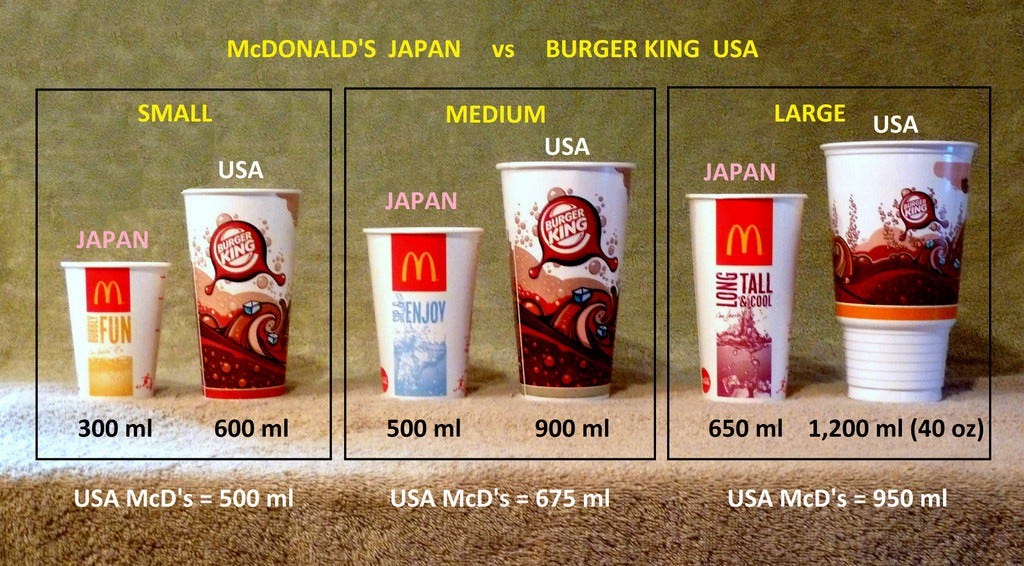 McDONALD'S JAPAN vs BURGER KING USA
SMALL
JAPAN
USA
FUN
BURGER
KING
300 ml
600 ml
MEDIUM
JAPAN
USA
ENJOY
BURGER
KING
500 ml
900 ml
LARGE
JAPAN
USA
LONG
TALL
& COOL
BURGER
KING
650 ml
1,200 ml (40 oz)
USA McD's = 500 ml
USA McD's = 675 ml
USA McD's = 950 ml